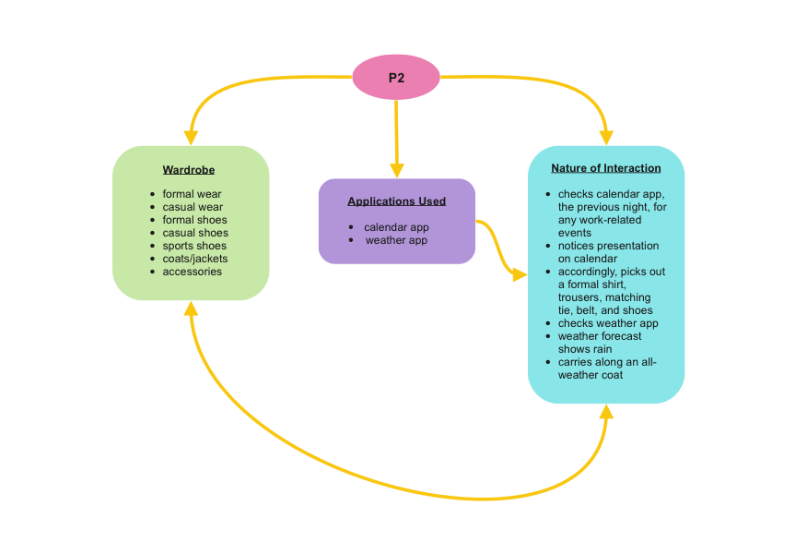 P2
Wardrobe
• formal wear
• casual wear
• formal shoes
• casual shoes
• sports shoes
• coats/jackets
• accessories
Applications Used
• calendar app
• weather app
Nature of Interaction
• checks calendar app,
the previous night, for
any work-related
events
• notices presentation
on calendar
• accordingly, picks out
a formal shirt,
trousers, matching
tie, belt, and shoes
• checks weather app
• weather forecast
shows rain
• carries along an all-
weather coat